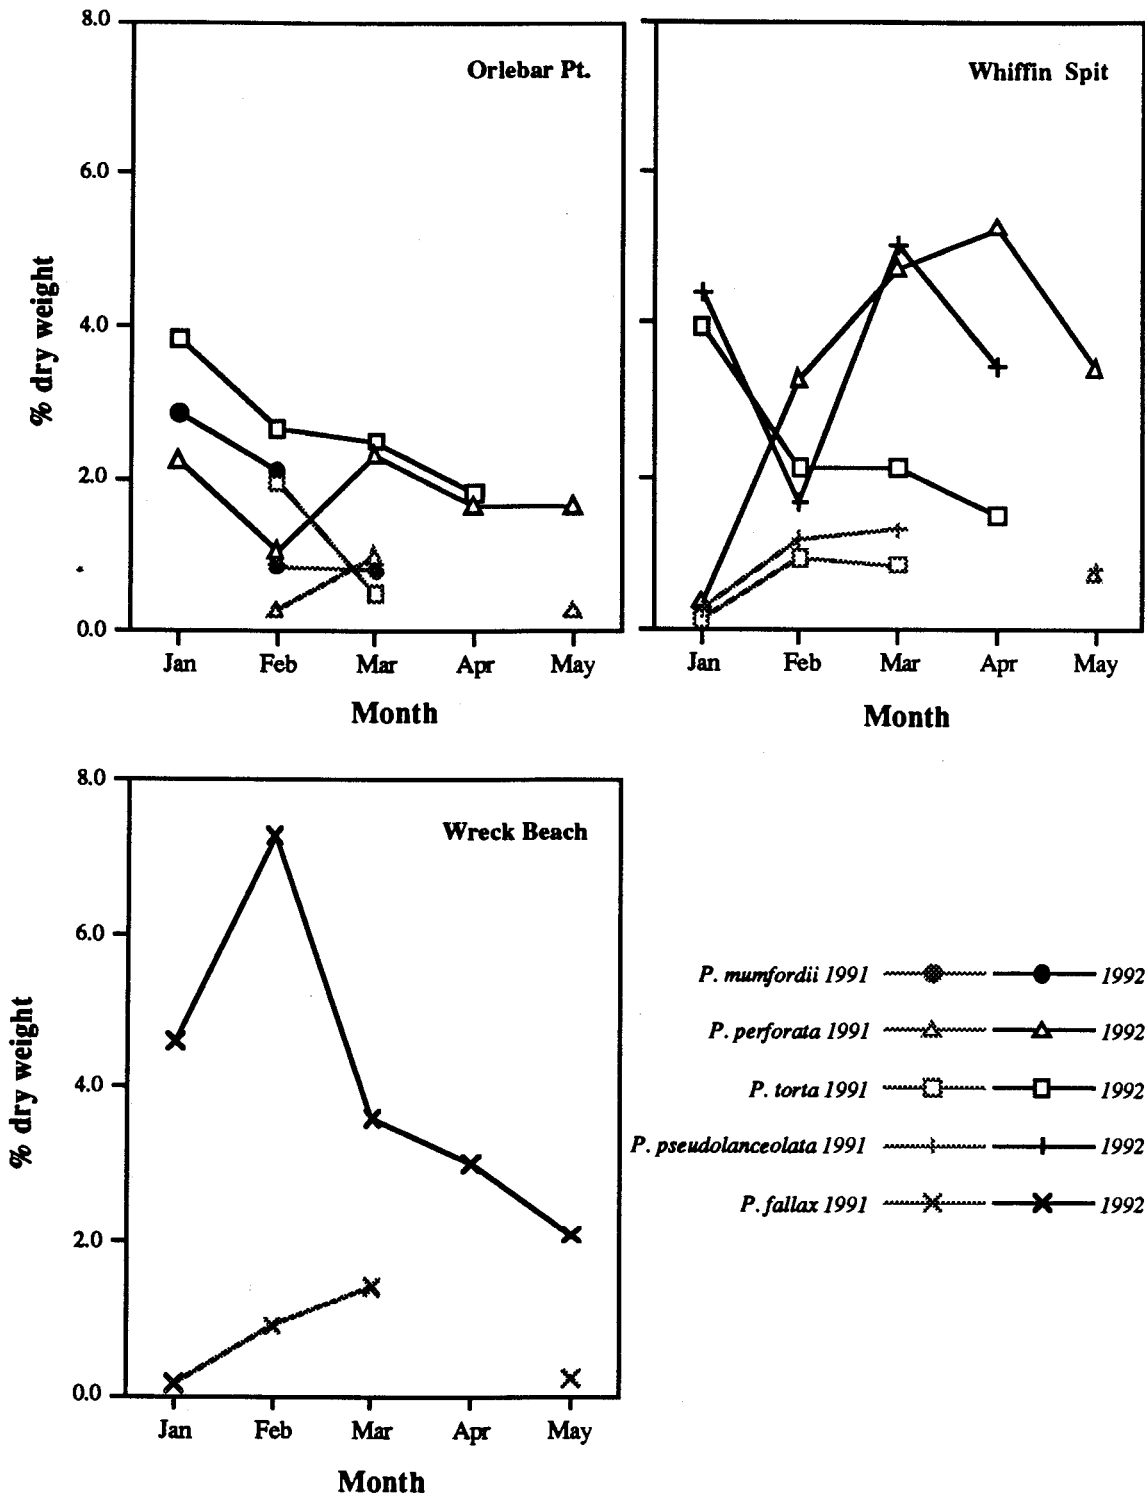 8.0
6.0
4.0
2.0
0.0
% dry weight
Orlebar Pt.
Jan Feb Mar Apr May
Month
Whiffin Spit
Jan Feb Mar Apr May
Month
8.0
6.0
4.0
2.0
0.0
% dry weight
Wreck Beach
Jan Feb Mar Apr May
Month
P. mumfordii 1991 1992
P. perforata 1991 1992
P. torta 1991 1992
P. pseudolanceolata 1991 1992
P. fallax 1991 1992